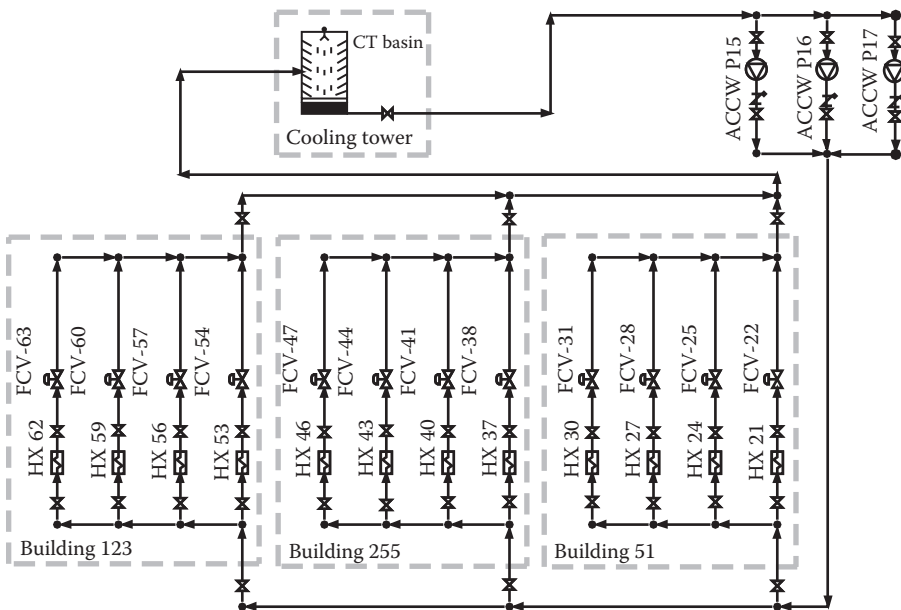 CT basin
Cooling tower
ACCW P15
ACCW P16
ACCW P17
FCV-63
FCV-60
FCV-57
FCV-54
HX 62
HX 59
HX 56
HX 53
Building 123
FCV-47
FCV-44
FCV-41
FCV-38
HX 46
HX 43
HX 40
HX 37
Building 255
FCV-31
FCV-28
FCV-25
FCV-22
HX 30
HX 27
HX 24
HX 21
Building 51